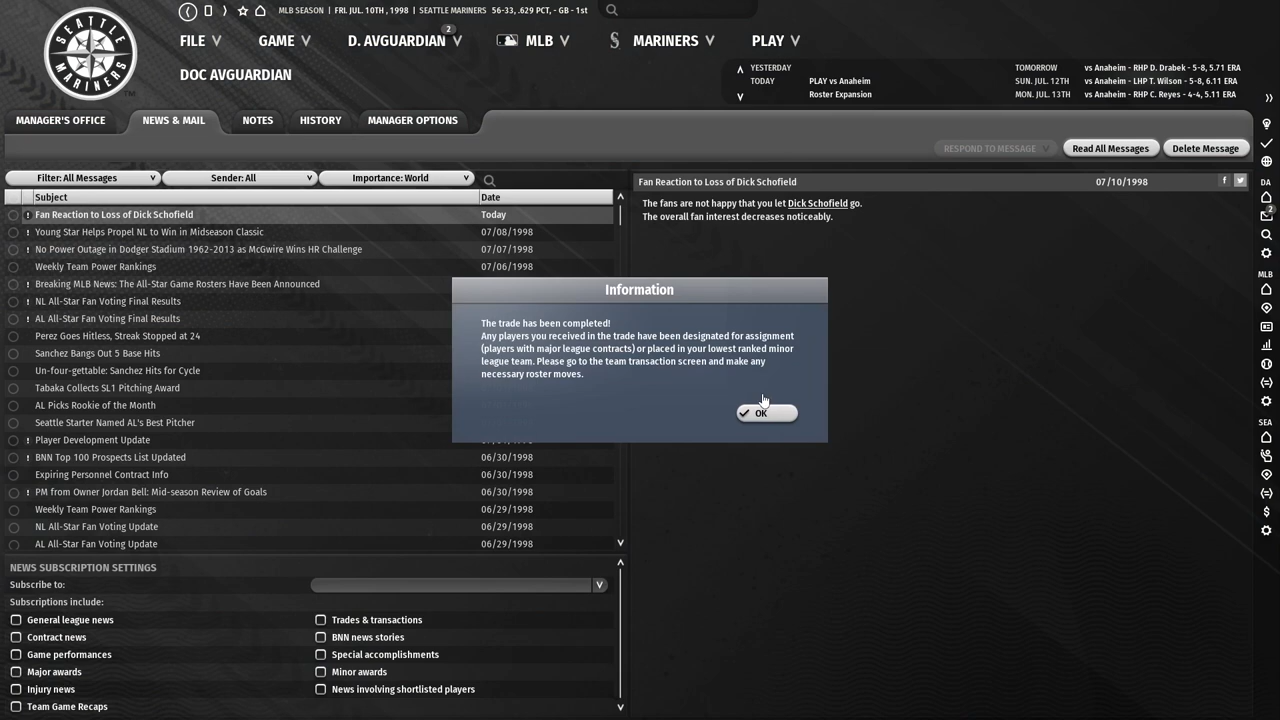 SEATTLE
MARINERS
MLB SEASON | FRI. JUL. 10TH , 1998 | SEATTLE MARINERS 56-33, .629 PCT, - GB - 1st
2
FILE
GAME
D. AVGUARDIAN
MLB
MARINERS
PLAY
DOC AVGUARDIAN
YESTERDAY
TODAY PLAY vs Anaheim
Roster Expansion
TOMORROW vs Anaheim - RHP D. Drabek - 5-8, 5.71 ERA
SUN. JUL. 12TH vs Anaheim - LHP T. Wilson - 5-8, 6.11 ERA
MON. JUL. 13TH vs Anaheim - RHP C. Reyes - 4-4, 5.11 ERA
MANAGER'S OFFICE
NEWS & MAIL
NOTES
HISTORY
MANAGER OPTIONS
RESPOND TO MESSAGE
Read All Messages
Delete Message
Filter: All Messages
Sender: All
Importance: World
Subject Date
! Fan Reaction to Loss of Dick Schofield Today
! Young Star Helps Propel NL to Win in Midseason Classic 07/08/1998
! No Power Outage in Dodger Stadium 1962-2013 as McGwire Wins HR Challenge 07/07/1998
Weekly Team Power Rankings 07/06/1998
! Breaking MLB News: The All-Star Game Rosters Have Been Announced
! NL All-Star Fan Voting Final Results
! AL All-Star Fan Voting Final Results
Perez Goes Hitless, Streak Stopped at 24
Sanchez Bangs Out 5 Base Hits
Un-four-gettable: Sanchez Hits for Cycle
Tabaka Collects SL1 Pitching Award
AL Picks Rookie of the Month
Seattle Starter Named AL's Best Pitcher
! Player Development Update
! BNN Top 100 Prospects List Updated 06/30/1998
Expiring Personnel Contract Info 06/30/1998
! PM from Owner Jordan Bell: Mid-season Review of Goals 06/30/1998
Weekly Team Power Rankings 06/29/1998
NL All-Star Fan Voting Update 06/29/1998
AL All-Star Fan Voting Update 06/29/1998
Fan Reaction to Loss of Dick Schofield 07/10/1998
The fans are not happy that you let Dick Schofield go.
The overall fan interest decreases noticeably.
Information
The trade has been completed!
Any players you received in the trade have been designated for assignment
(players with major league contracts) or placed in your lowest ranked minor
league team. Please go to the team transaction screen and make any
necessary roster moves.
OK
NEWS SUBSCRIPTION SETTINGS
Subscribe to:
Subscriptions include:
General league news
Trades & transactions
Contract news
BNN news stories
Game performances
Special accomplishments
Major awards
Minor awards
Injury news
News involving shortlisted players
Team Game Recaps
DA
2
MLB
SEA